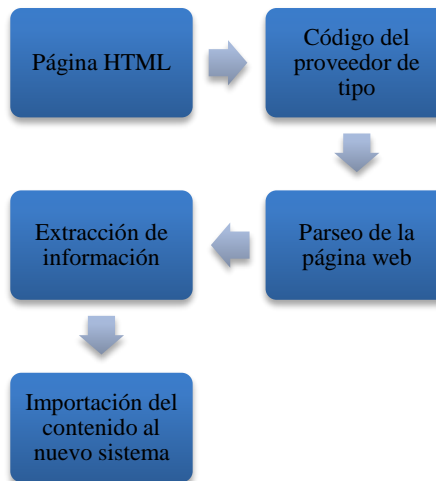 Página HTML
Código del
proveedor de
tipo
Parseo de la
página web
Extracción de
información
Importación del
contenido al
nuevo sistema